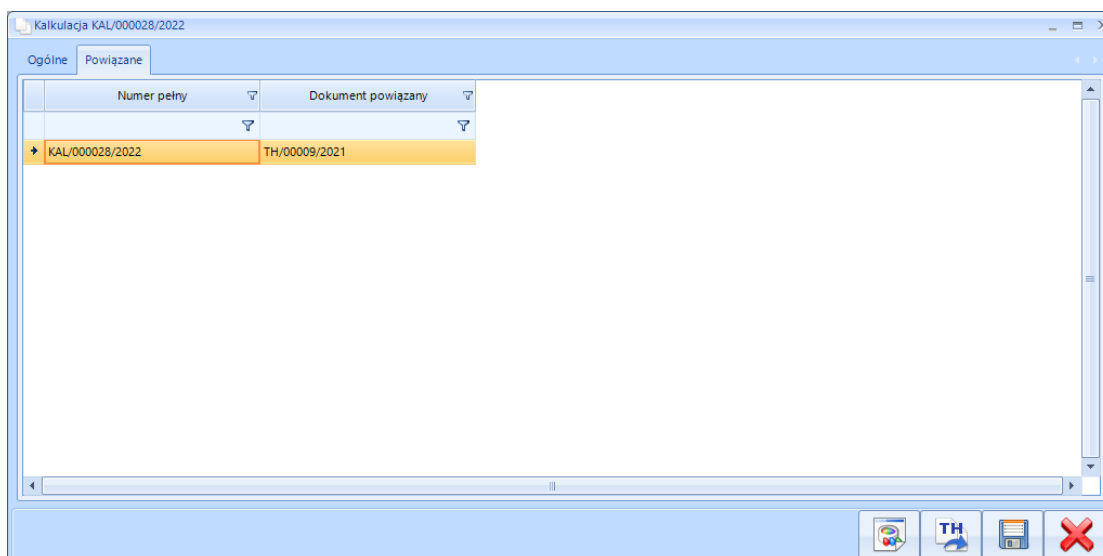 Kalkulacja KAL/000028/2022
Ogólne Powiązane
Numer pełny Dokument powiązany
KAL/000028/2022 TH/00009/2021
TH